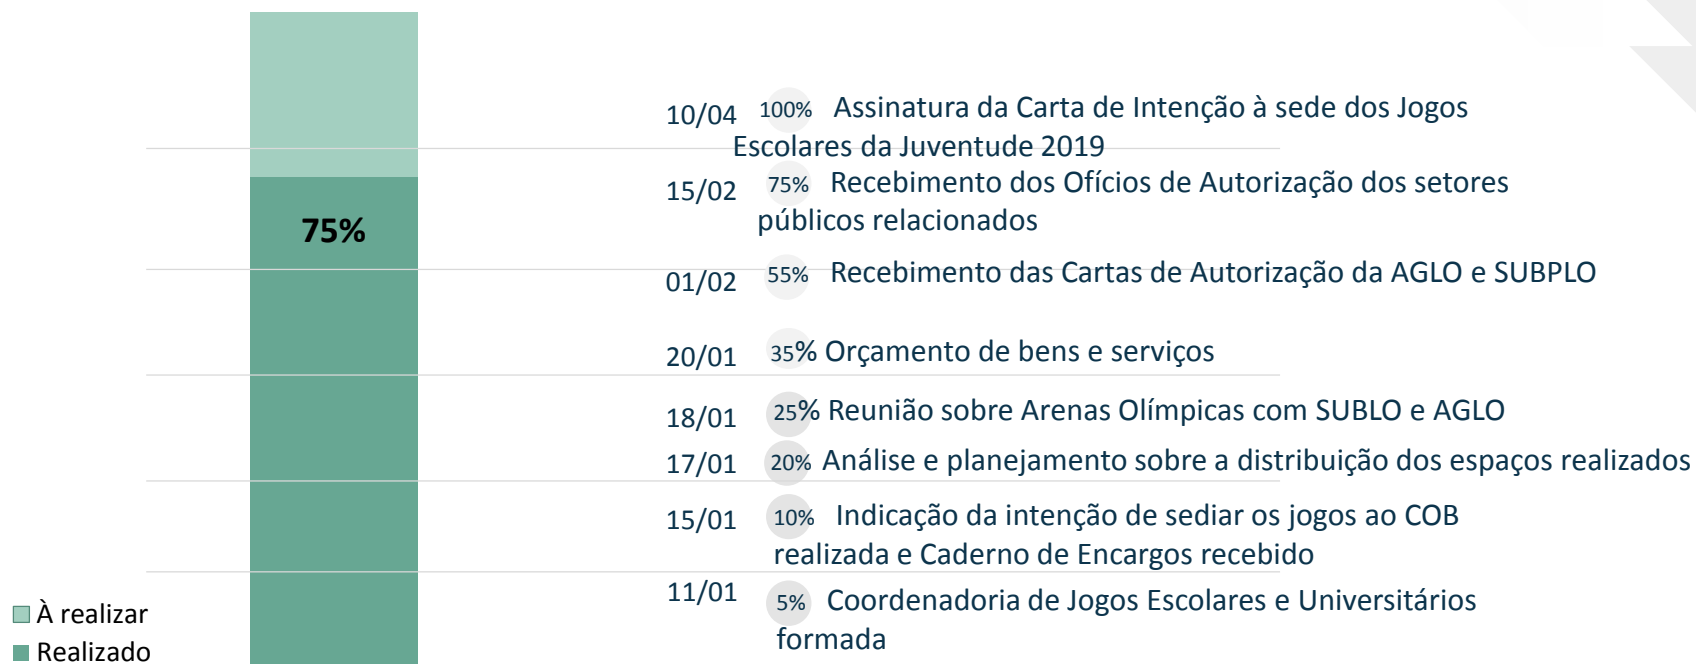 10/04 100% Assinatura da Carta de Intenção à sede dos Jogos
Escolares da Juventude 2019
15/02 75% Recebimento dos Ofícios de Autorização dos setores
públicos relacionados
75%
01/02 55% Recebimento das Cartas de Autorização da AGLO e SUBPLO
20/01 35% Orçamento de bens e serviços
18/01 25% Reunião sobre Arenas Olímpicas com SUBLO e AGLO
17/01 20% Análise e planejamento sobre a distribuição dos espaços realizados
15/01 10% Indicação da intenção de sediar os jogos ao COB
realizada e Caderno de Encargos recebido
11/01 5% Coordenadoria de Jogos Escolares e Universitários
formada
À realizar
Realizado